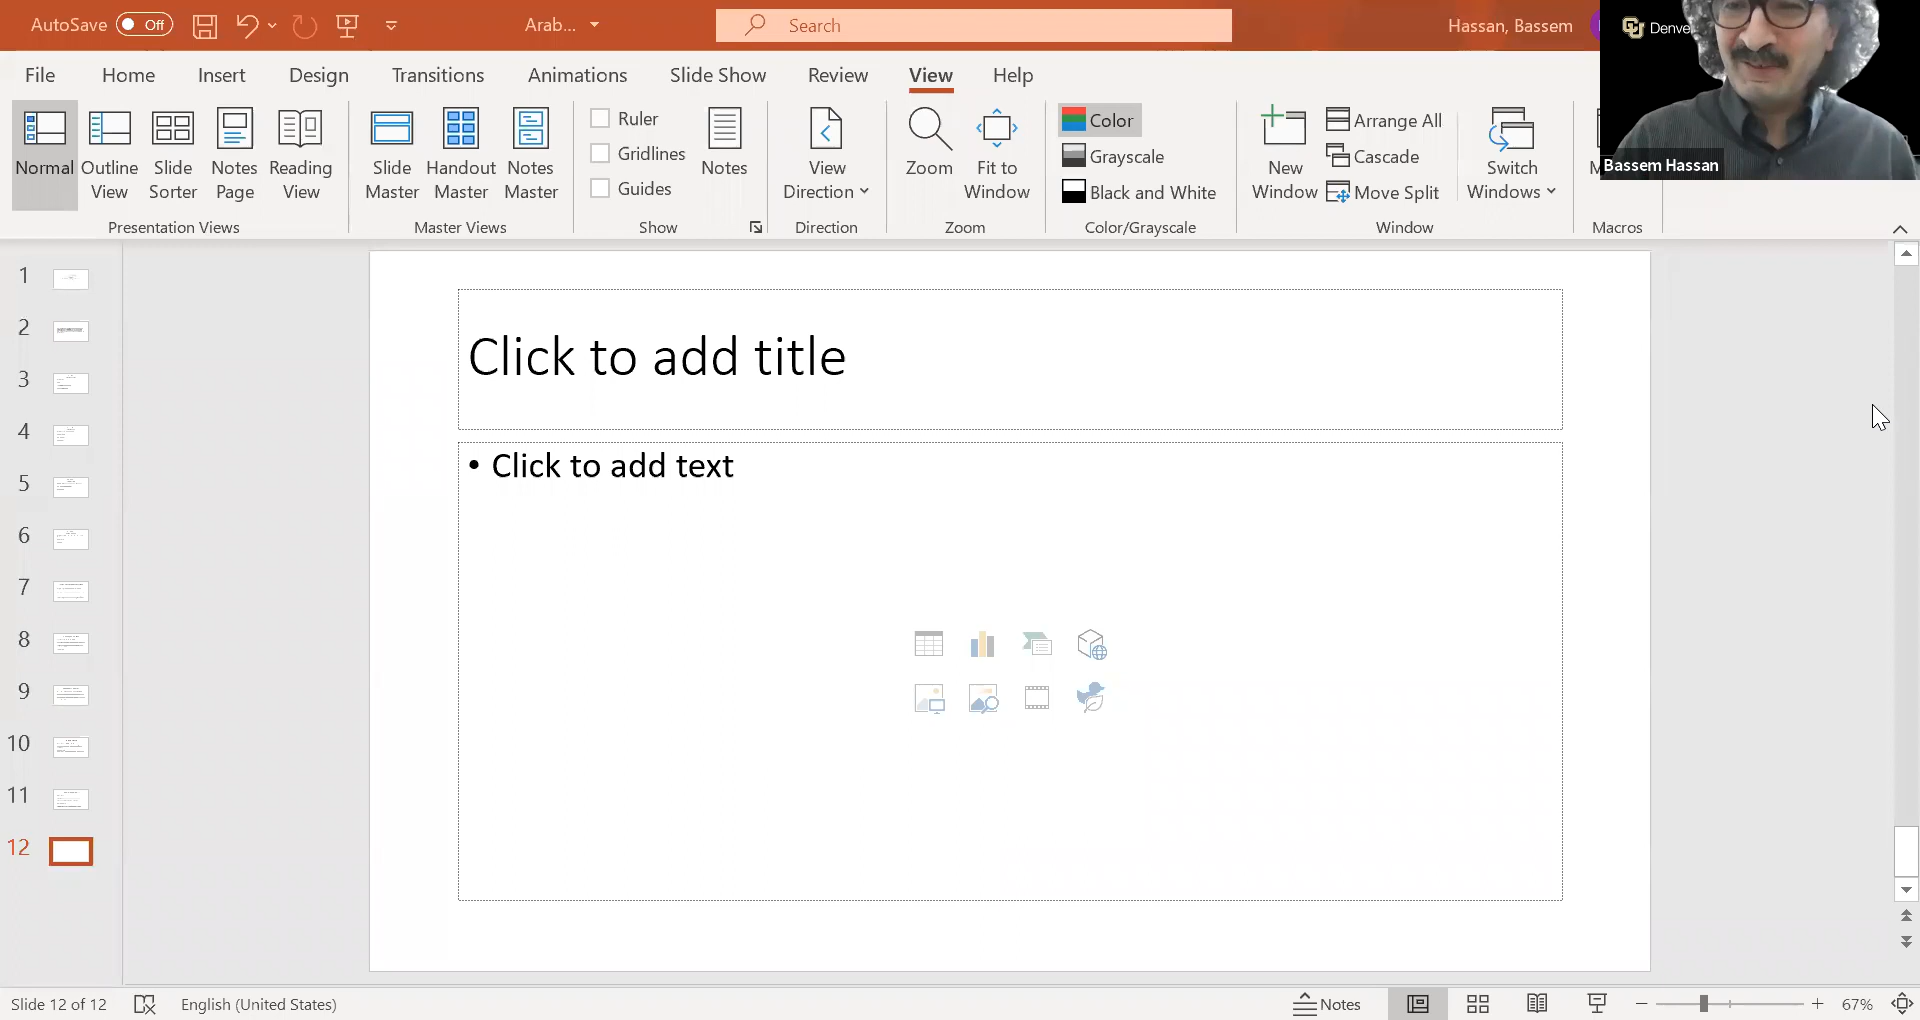 AutoSave Off Arab... Search Hassan, Bassem
Denver
File Home Insert Design Transitions Animations Slide Show Review View Help
Normal Outline View Slide Sorter Notes Page Reading View
Presentation Views
Slide Master Handout Master Notes Master
Master Views
Ruler
Gridlines
Guides
Notes
Show
View Direction
Direction
Zoom Fit to Window
Zoom
Color
Grayscale
Black and White
Color/Grayscale
New Window
Arrange All
Cascade
Move Split
Switch Windows
Window
Macros
Bassem Hassan
1
2
3
4
5
6
7
8
9
10
11
12
Click to add title
• Click to add text
Slide 12 of 12 English (United States) Notes 67%